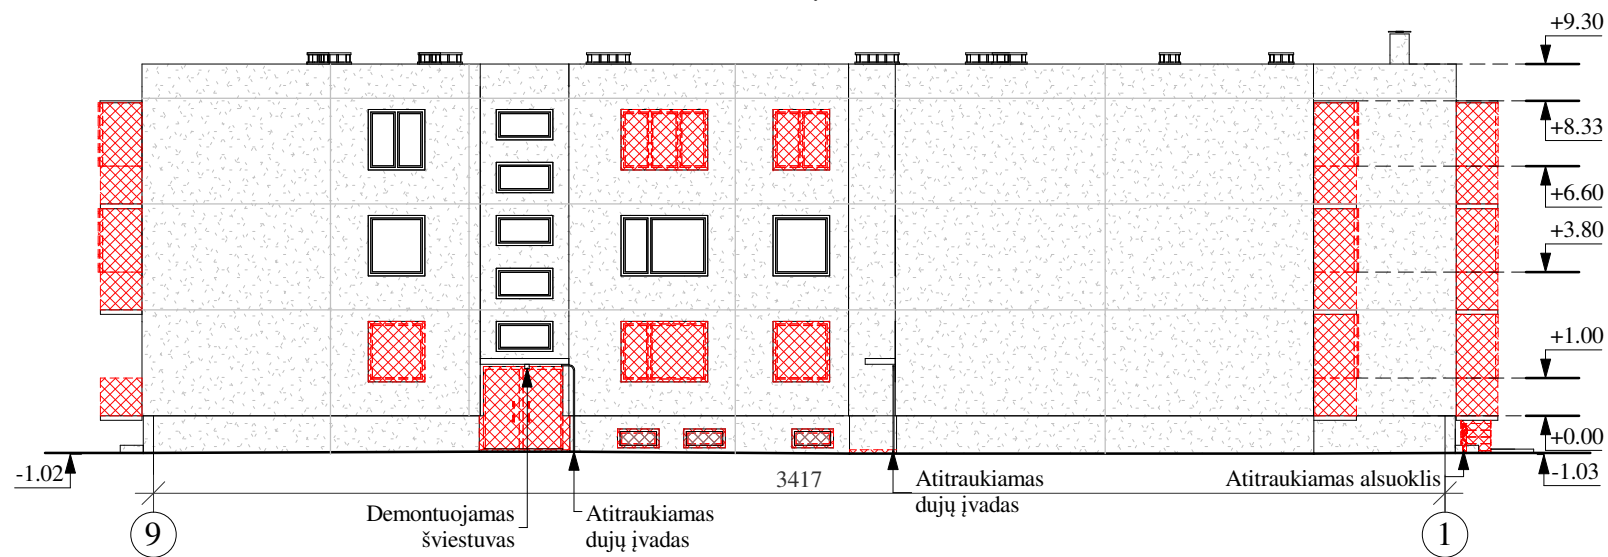 +9.30
+8.33
+6.60
+3.80
+1.00
+0.00
-1.02
-1.03
3417
Atitraukiamas
dujų įvadas
Atitraukiamas alsuoklis
Demontuojamas
šviestuvas
Atitraukiamas
dujų įvadas
9
1